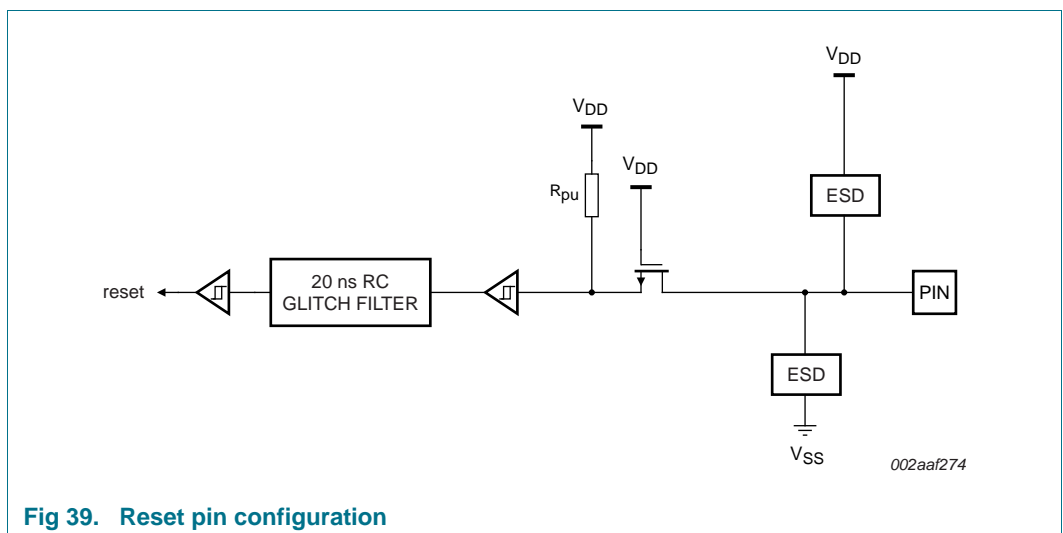 VDD
VDD
VDD
Rpu
ESD
reset
20 ns RC
GLITCH FILTER
PIN
ESD
VSS
002aaf274
Fig 39. Reset pin configuration